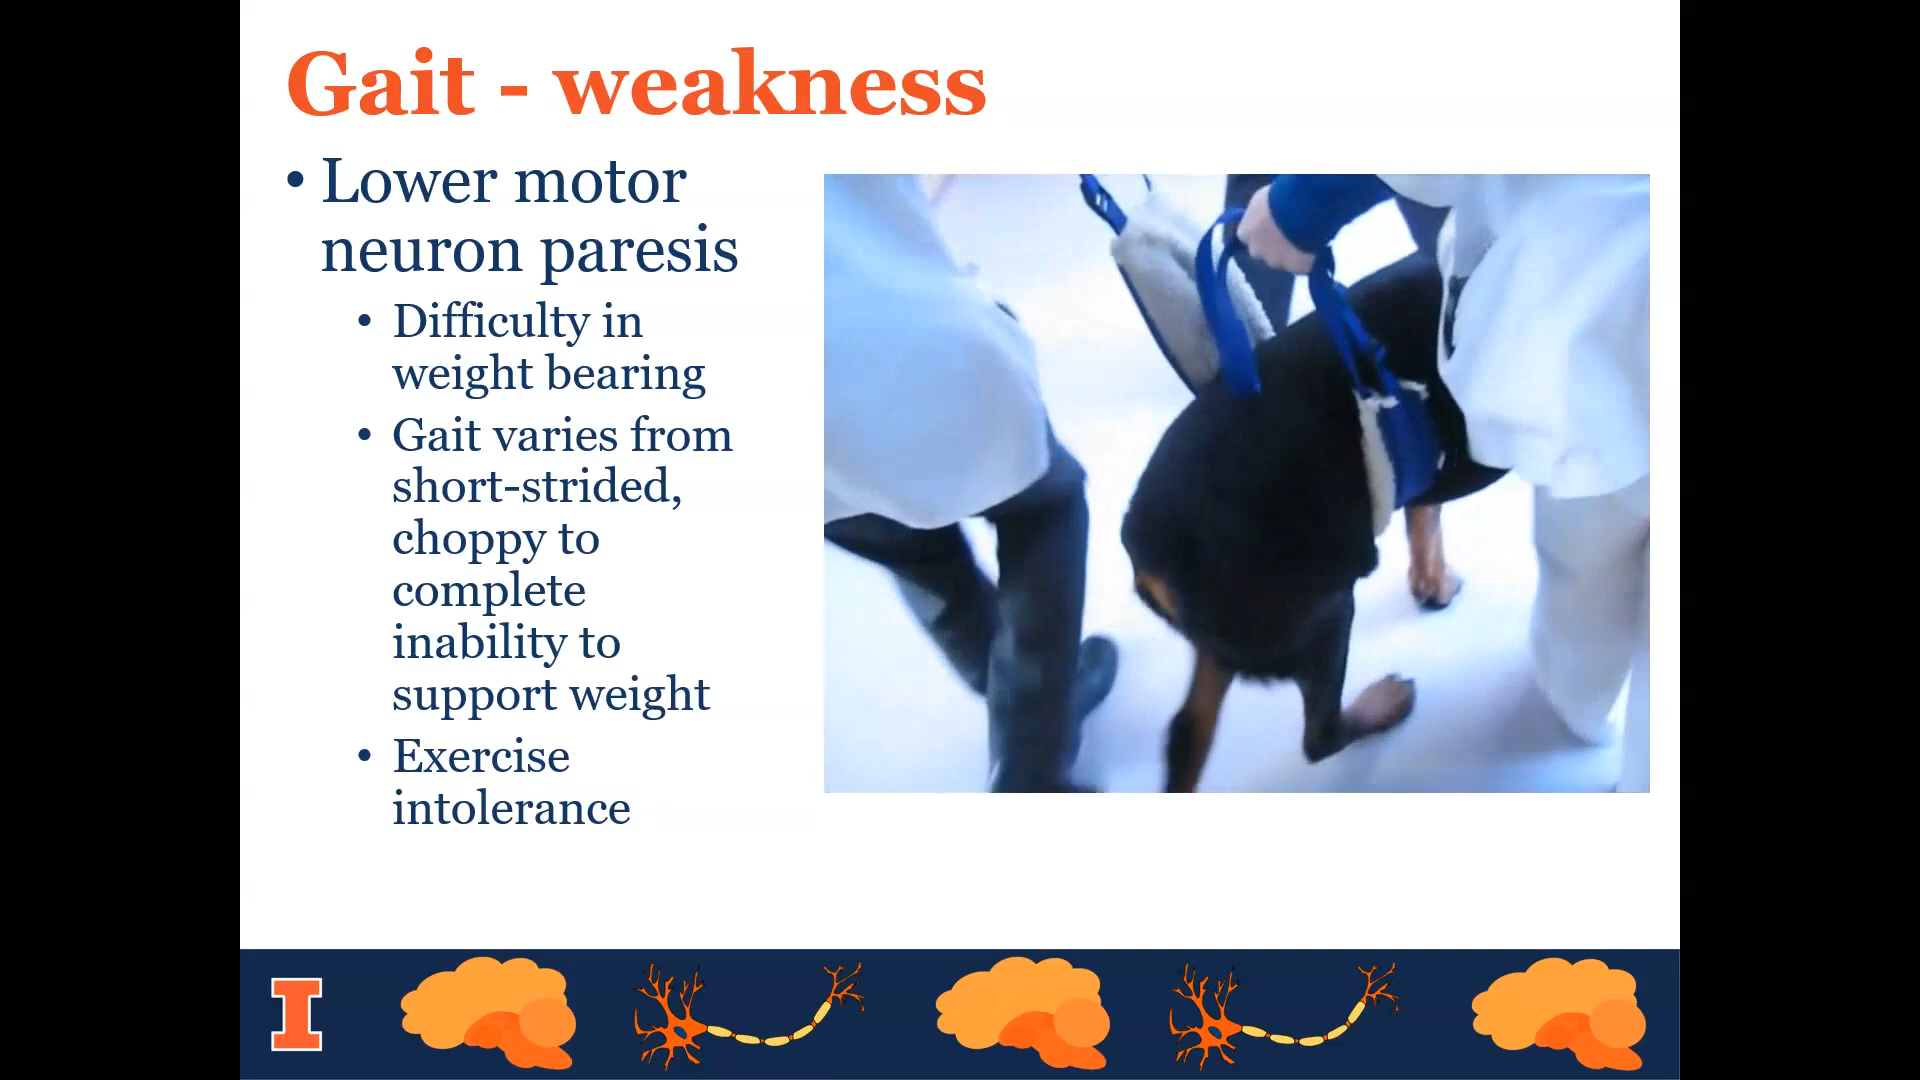 Gait - weakness
• Lower motor
neuron paresis
• Difficulty in
weight bearing
• Gait varies from
short-strided,
choppy to
complete
inability to
support weight
• Exercise
intolerance
I